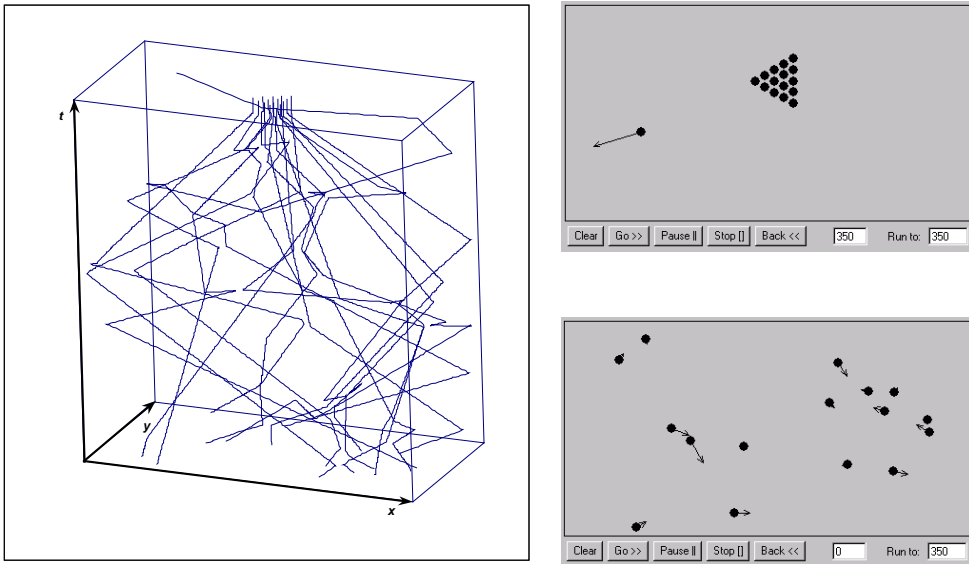 t
y
x
Clear Go >> Pause || Stop [] Back << 350 Run to: 350
Clear Go >> Pause || Stop [] Back << 0 Run to: 350